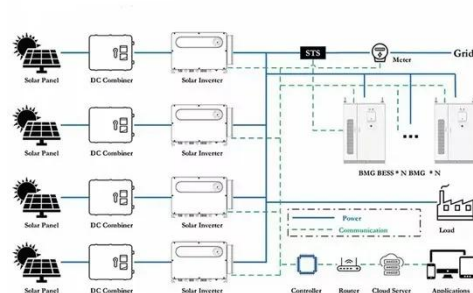 STS
Meter
Grid
Solar Panel DC Combiner Solar Inverter
Solar Panel DC Combiner Solar Inverter
BMG BESS * N BMG * N
Solar Panel DC Combiner Solar Inverter
Power
Communication
Load
Solar Panel DC Combiner Solar Inverter
Controller Router Cloud Server Applications